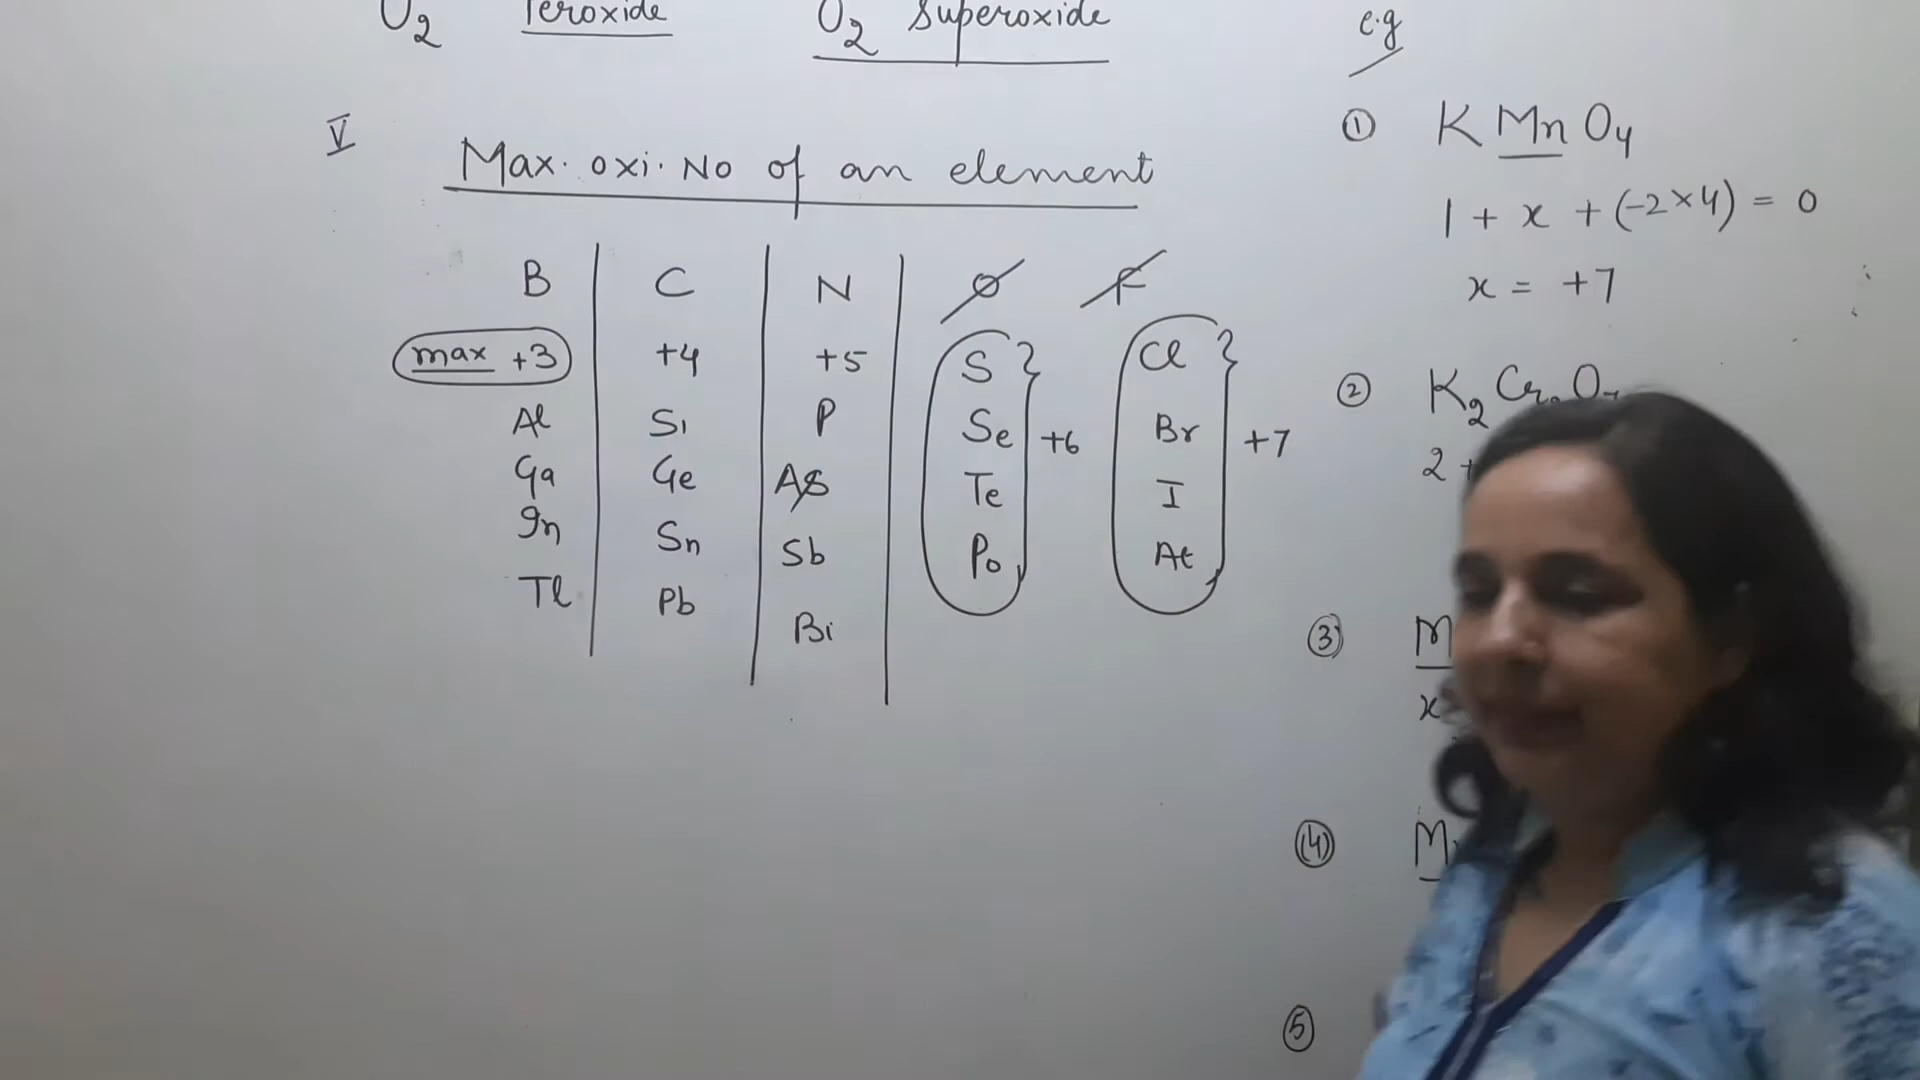 O2 Peroxide O2 Superoxide
V Max. oxi. No of an element
B C N O F
max +3 +4 +5 S Cl
Al Si P Se +6 Br +7
Ga Ge As Te I
In Sn Sb Po At
Tl Pb Bi
e.g
① K Mn O4
1 + x + (-2×4) = 0
x = +7
② K2 Cr2 O7
2 +
③ M
x
④ M
⑤